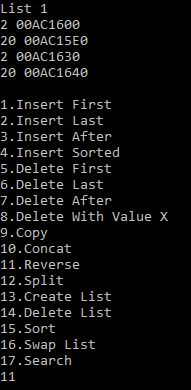 List 1
2 00AC1600
20 00AC15E0
2 00AC1630
20 00AC1640
1.Insert First
2.Insert Last
3.Insert After
4.Insert Sorted
5.Delete First
6.Delete Last
7.Delete After
8.Delete With Value X
9.Copy
10.Concat
11.Reverse
12.Split
13.Create List
14.Delete List
15.Sort
16.Swap List
17.Search
11